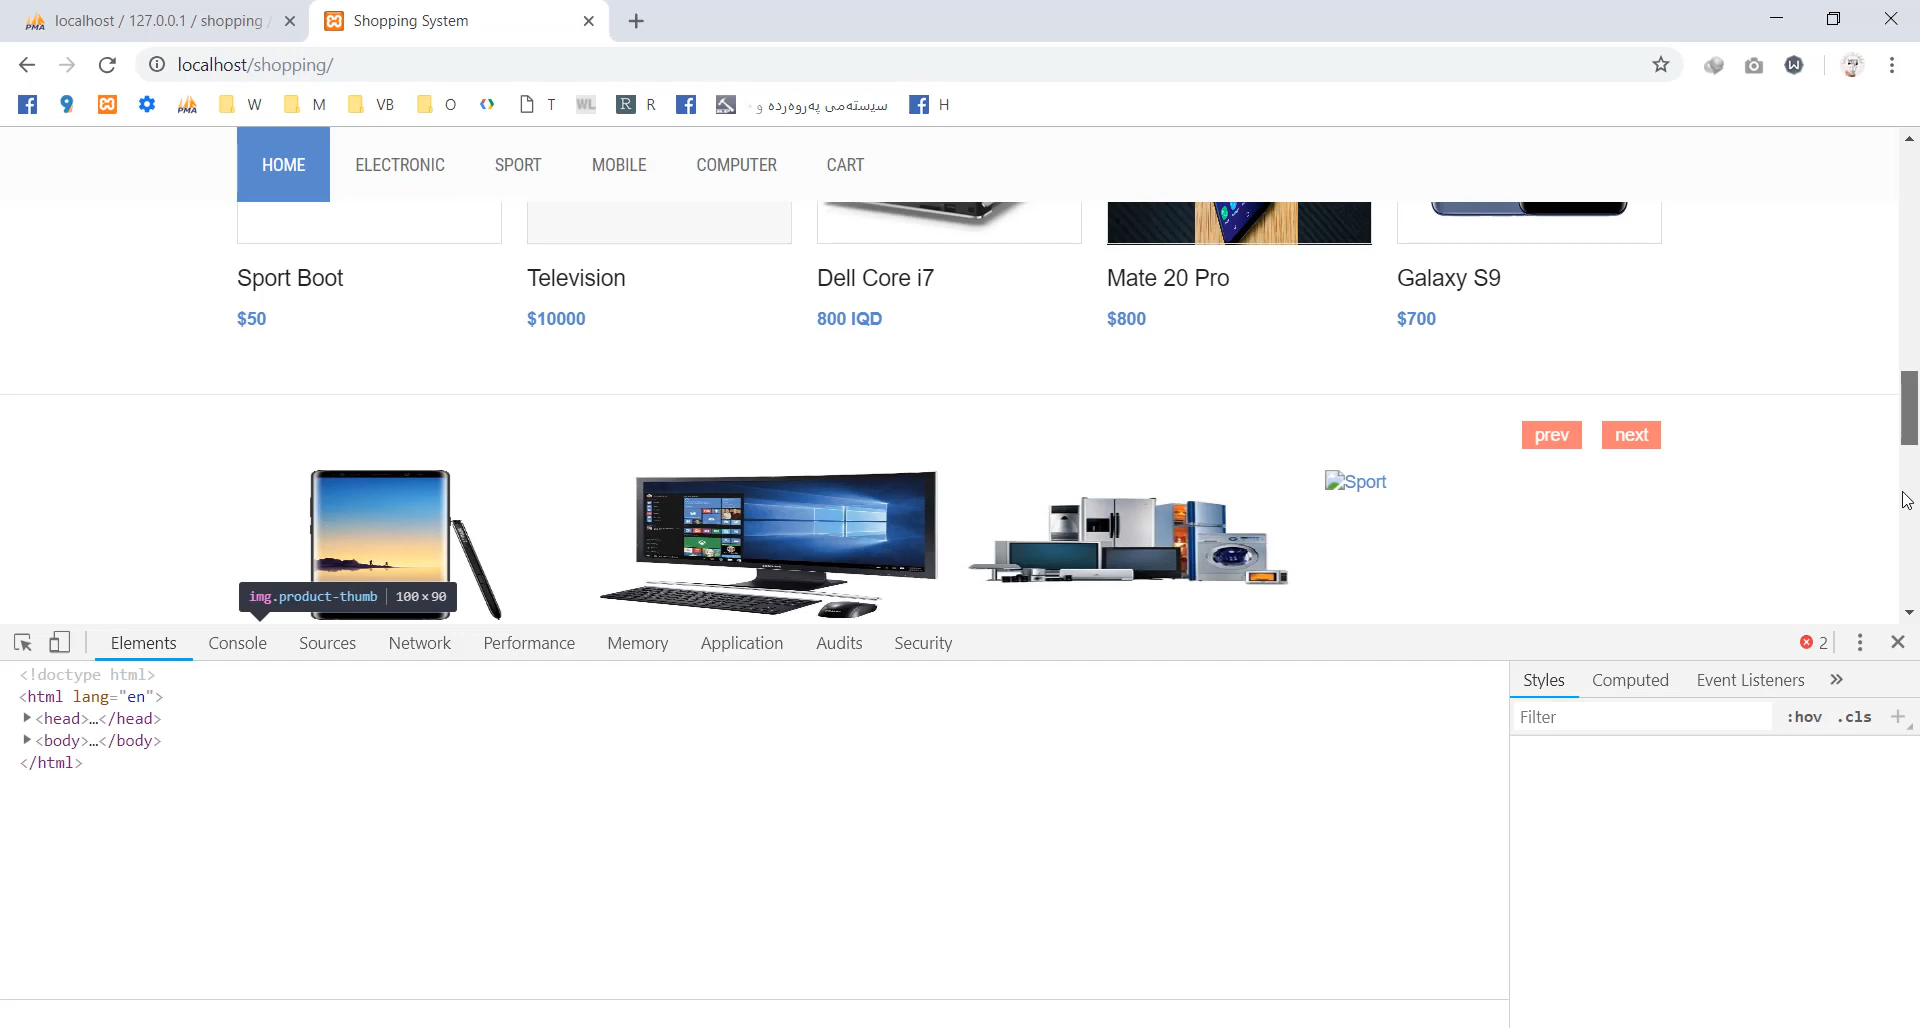 localhost / 127.0.0.1 / shopping /
Shopping System
localhost/shopping/
W M VB O T WL R R سیستەمی پەروەردە و H
HOME ELECTRONIC SPORT MOBILE COMPUTER CART
Sport Boot Television Dell Core i7 Mate 20 Pro Galaxy S9
$50 $10000 800 IQD $800 $700
prev next
Sport
img.product-thumb 100×90
Elements Console Sources Network Performance Memory Application Audits Security 2
<!doctype html>
<html lang="en">
<head>…</head>
<body>…</body>
</html>
Styles Computed Event Listeners »
Filter :hov .cls +